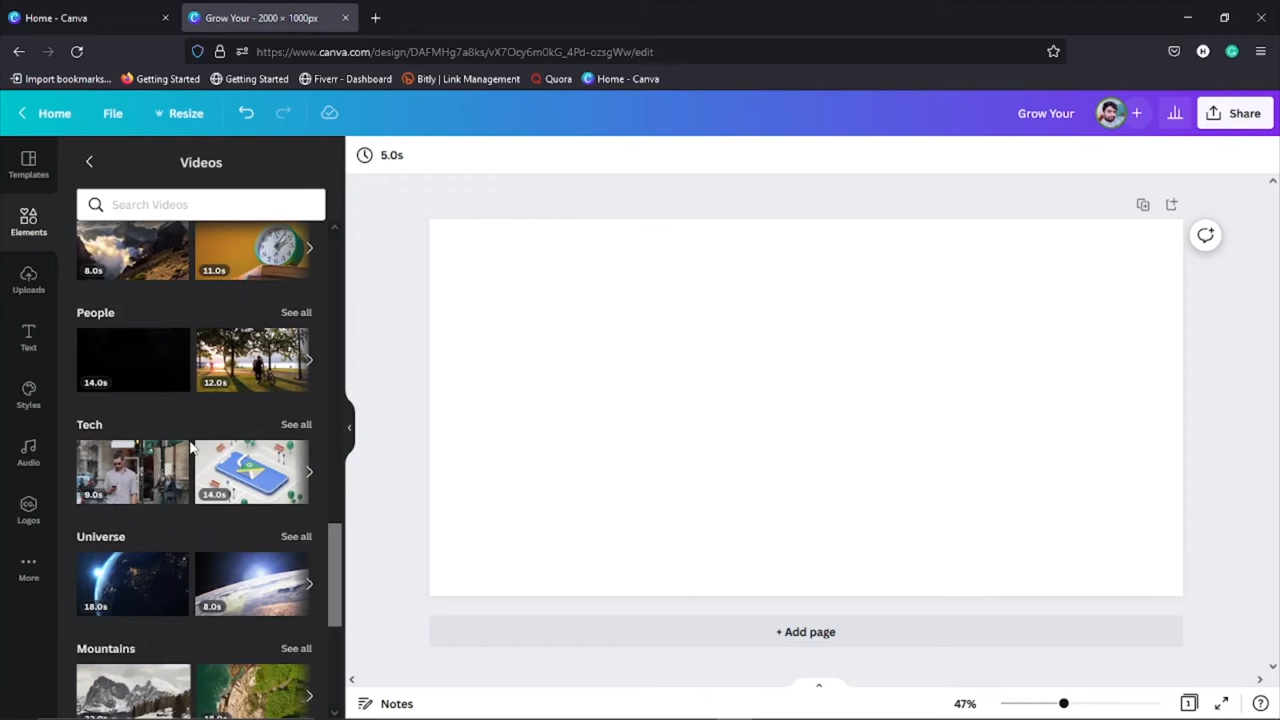 Home - Canva
Grow Your - 2000 × 1000px
https://www.canva.com/design/DAFMHg7a8ks/vX7Ocy6m0kG_4Pd-ozsgWw/edit
Import bookmarks...
Getting Started
Getting Started
Fiverr - Dashboard
Bitly | Link Management
Quora
Home - Canva
Home
File
Resize
Grow Your
Share
Templates
Elements
Uploads
Text
Styles
Audio
Logos
More
Videos
Search Videos
8.0s
11.0s
People
See all
14.0s
12.0s
Tech
See all
9.0s
14.0s
Universe
See all
18.0s
8.0s
Mountains
See all
5.0s
+ Add page
Notes
47%
1